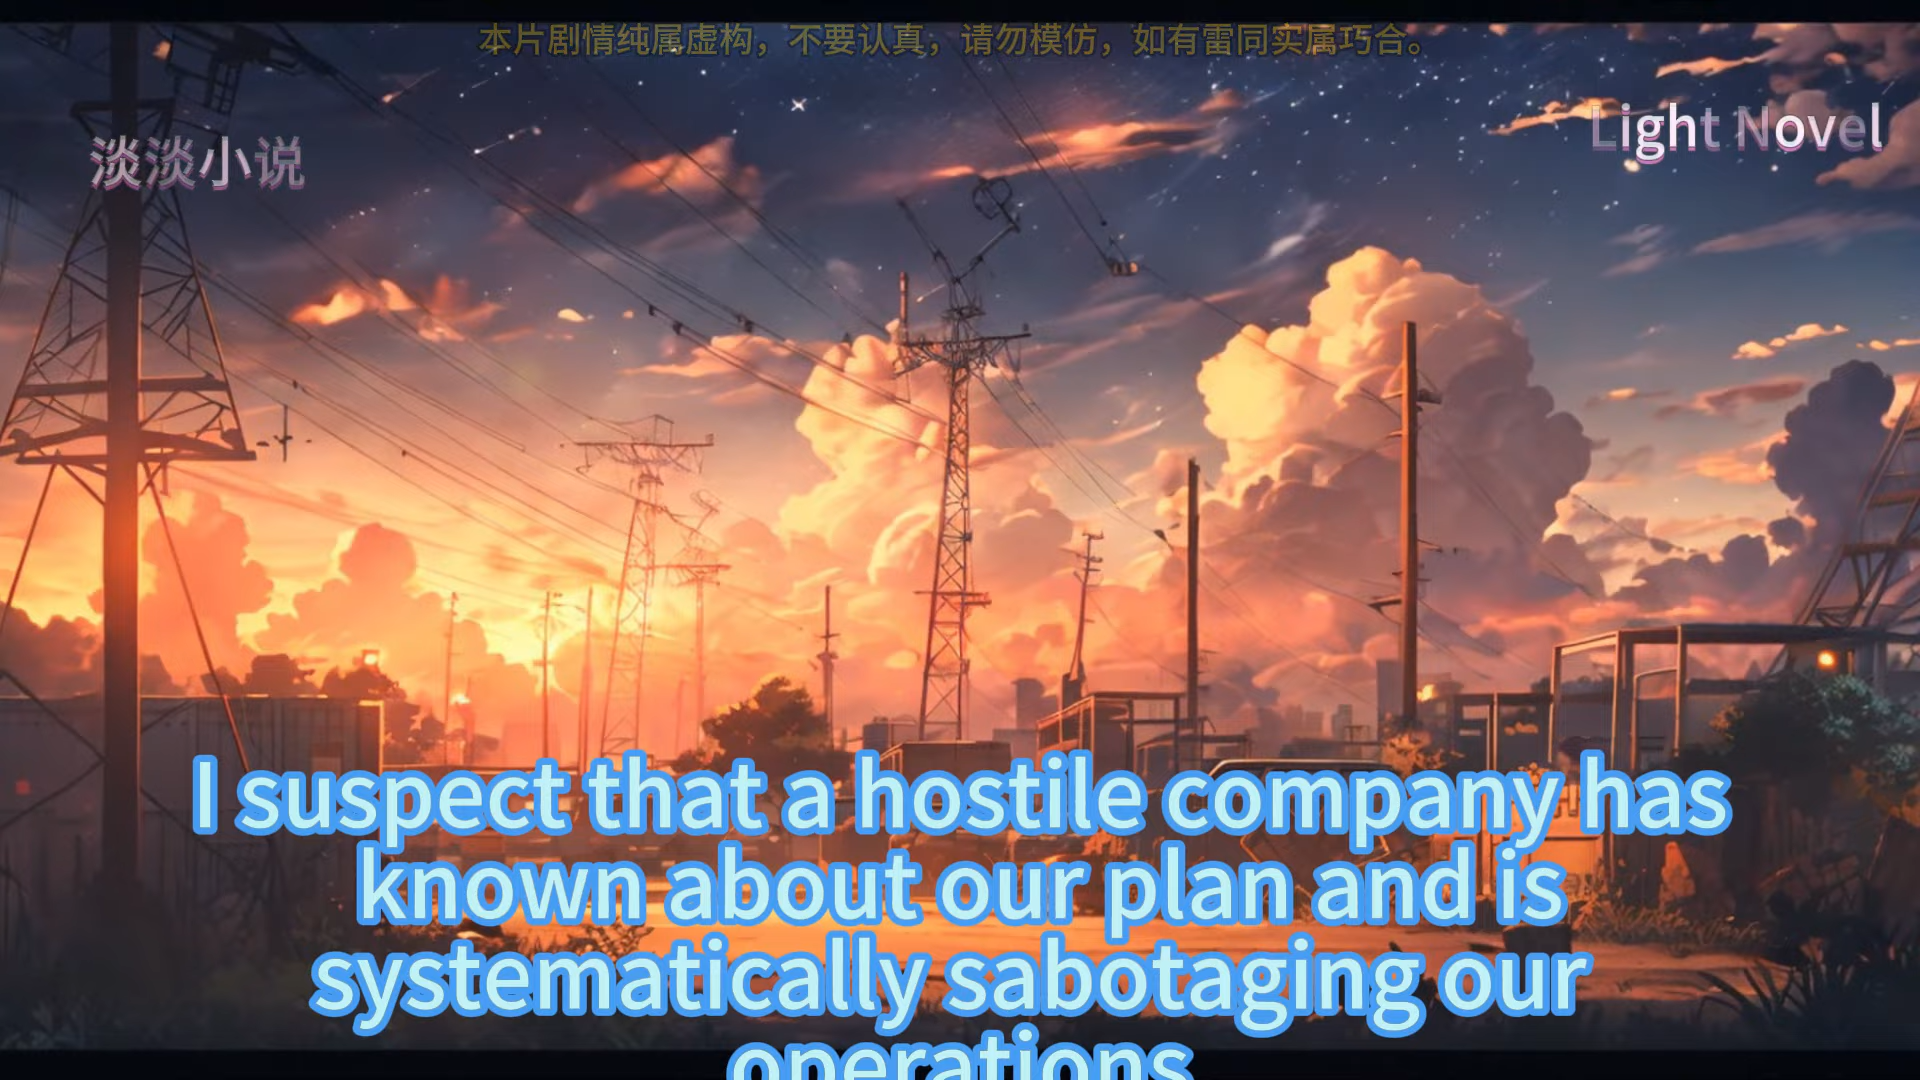 本片剧情纯属虚构，不要认真，请勿模仿，如有雷同实属巧合。
淡淡小说
Light Novel
I suspect that a hostile company has
known about our plan and is
systematically sabotaging our
operations